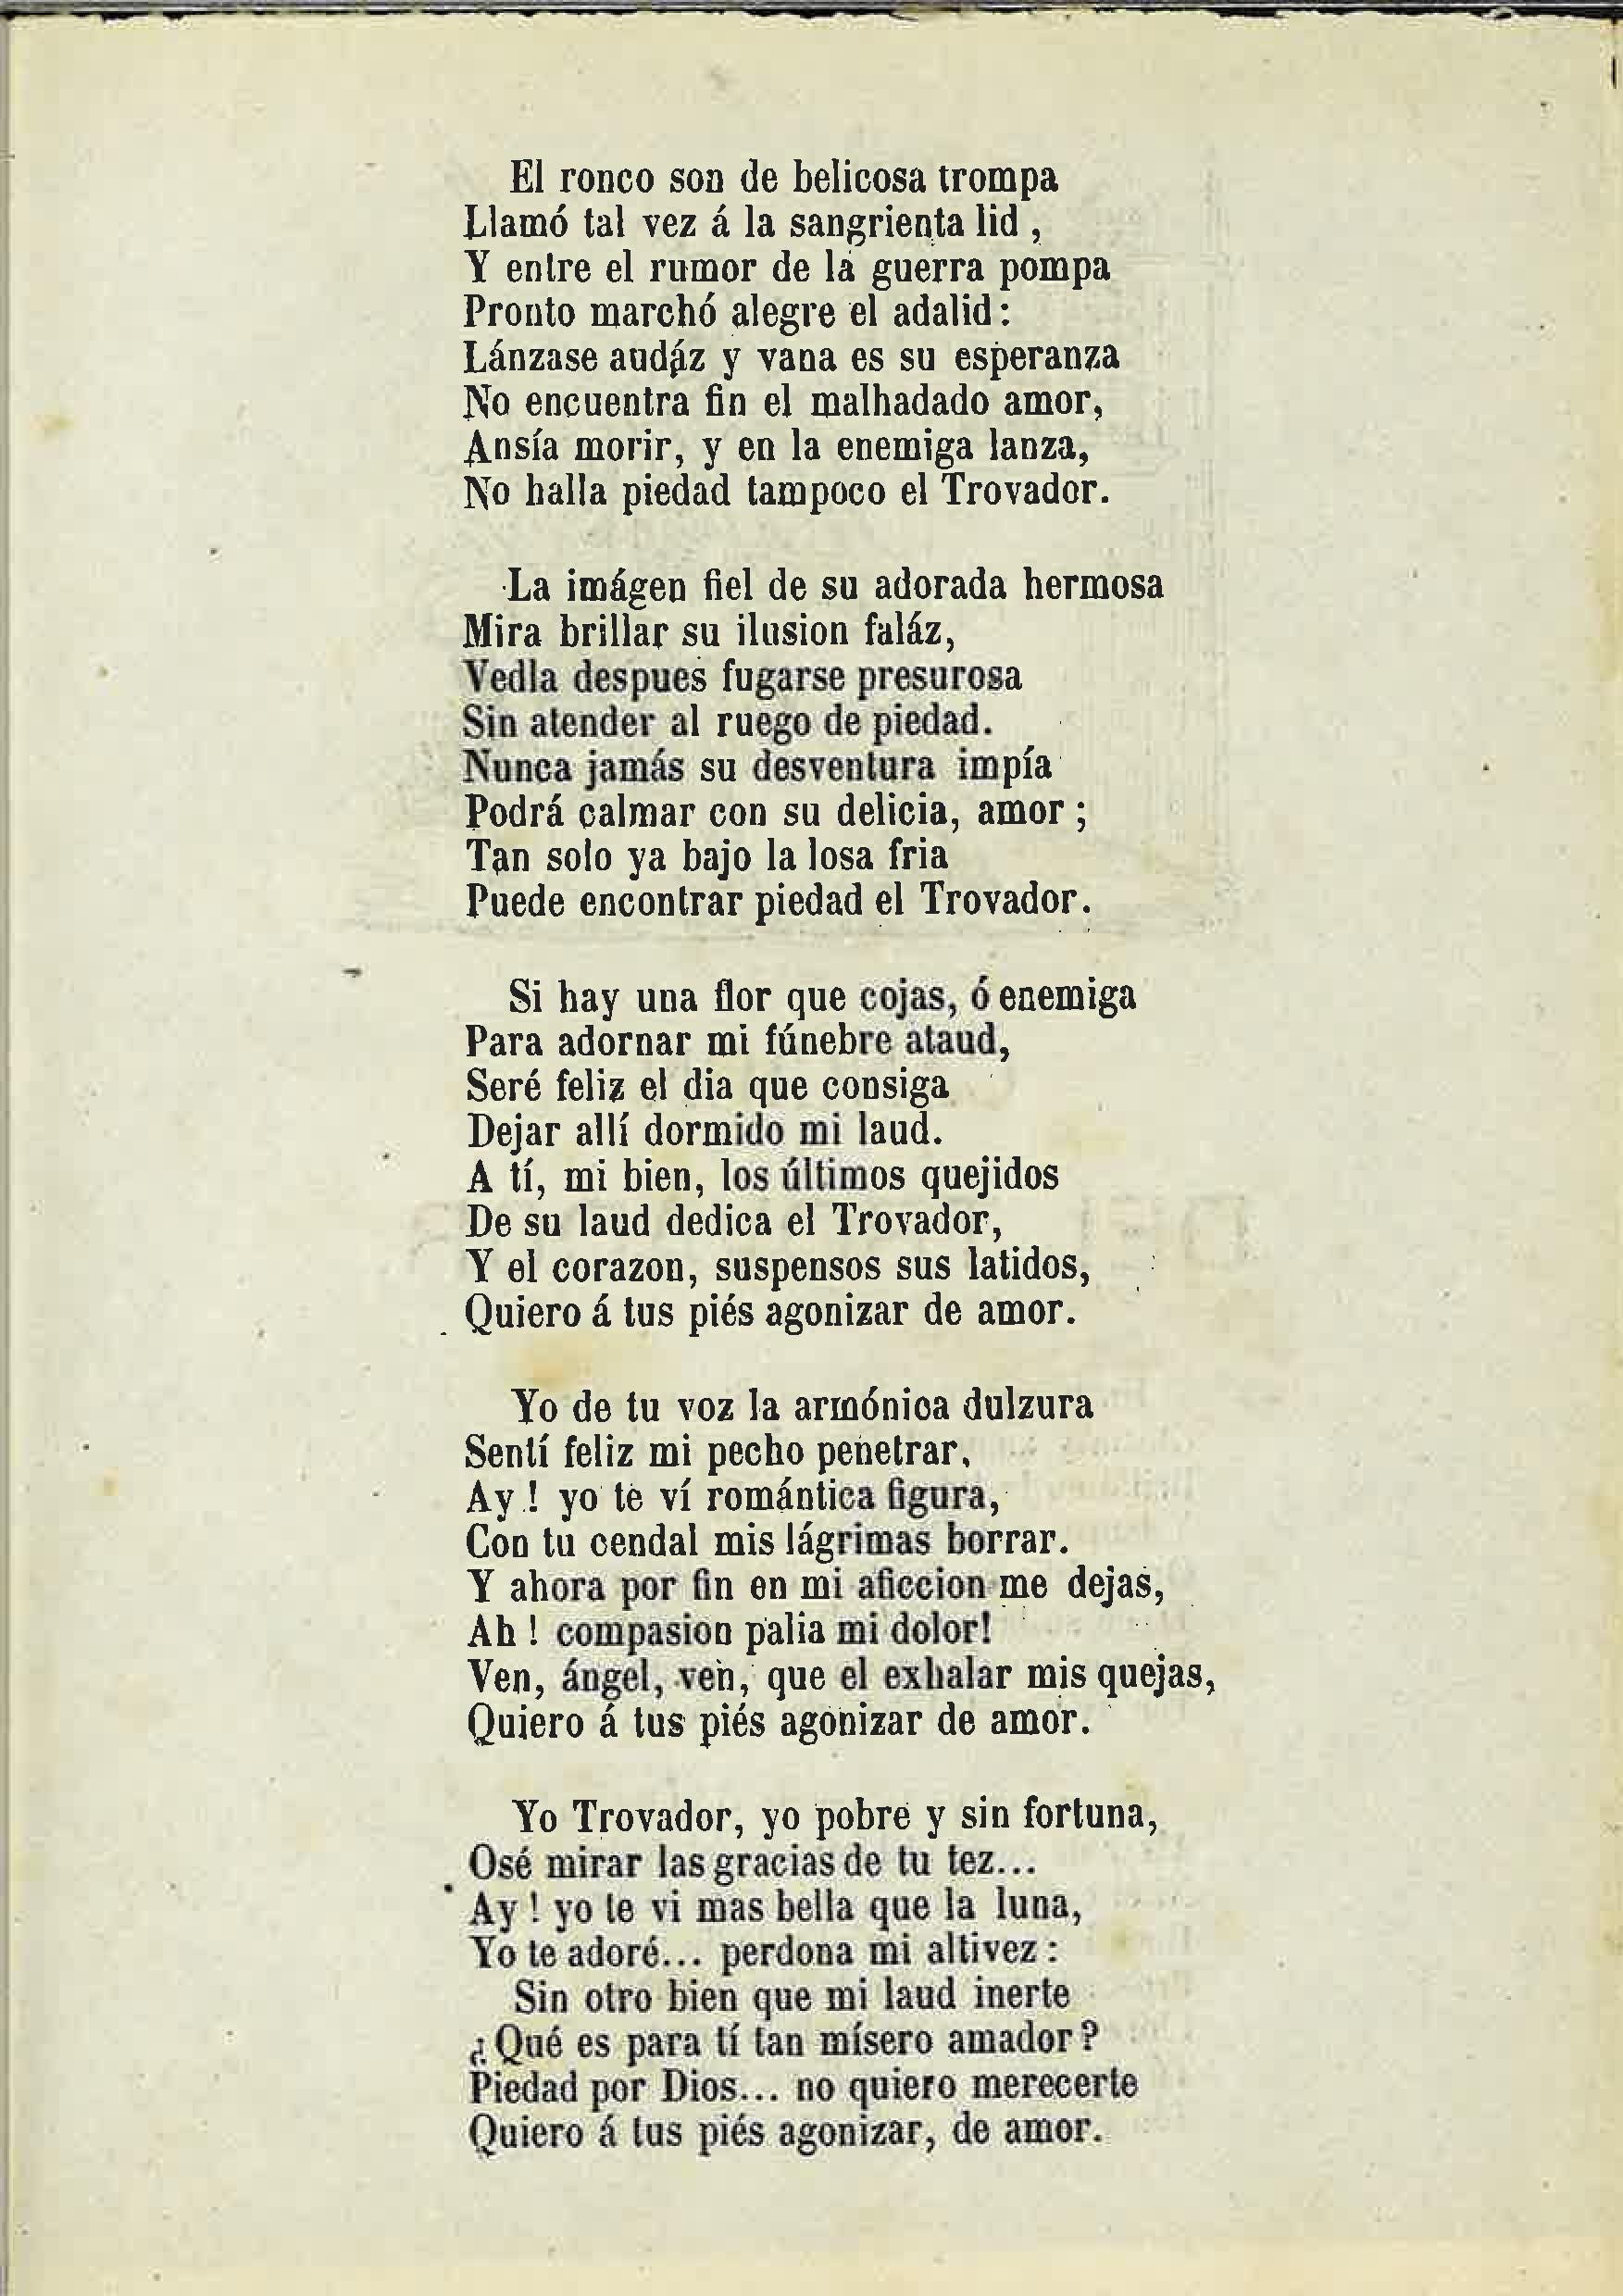 El ronco son de belicosa trompa
Llamó tal vez á la sangrienta lid ,
Y entre el rumor de la guerra pompa
Pronto marchó alegre el adalid :
Lánzase audáz y vana es su esperanza
No encuentra fin el malhadado amor,
Ansía morir, y en la enemiga lanza,
No halla piedad tampoco el Trovador.

La imágen fiel de su adorada hermosa
Mira brillar su ilusion faláz,
Vedla despues fugarse presurosa
Sin atender al ruego de piedad.
Nunca jamás su desventura impía
Podrá calmar con su delicia, amor ;
Tan solo ya bajo la losa fria
Puede encontrar piedad el Trovador.

Si hay una flor que cojas, ó enemiga
Para adornar mi fúnebre ataud,
Seré feliz el dia que consiga
Dejar allí dormido mi laud.
A tí, mi bien, los últimos quejidos
De su laud dedica el Trovador,
Y el corazon, suspensos sus latidos,
Quiero á tus piés agonizar de amor.

Yo de tu voz la armónica dulzura
Sentí feliz mi pecho penetrar,
Ay ! yo te ví romántica figura,
Con tu cendal mis lágrimas borrar.
Y ahora por fin en mi aficcion me dejas,
Ah ! compasion palia mi dolor!
Ven, ángel, ven, que el exhalar mis quejas,
Quiero á tus piés agonizar de amor.

Yo Trovador, yo pobre y sin fortuna,
Osé mirar las gracias de tu tez...
Ay ! yo te vi mas bella que la luna,
Yo te adoré... perdona mi altivez :
Sin otro bien que mi laud inerte
¿ Qué es para tí tan mísero amador ?
Piedad por Dios... no quiero merecerte
Quiero á tus piés agonizar, de amor.